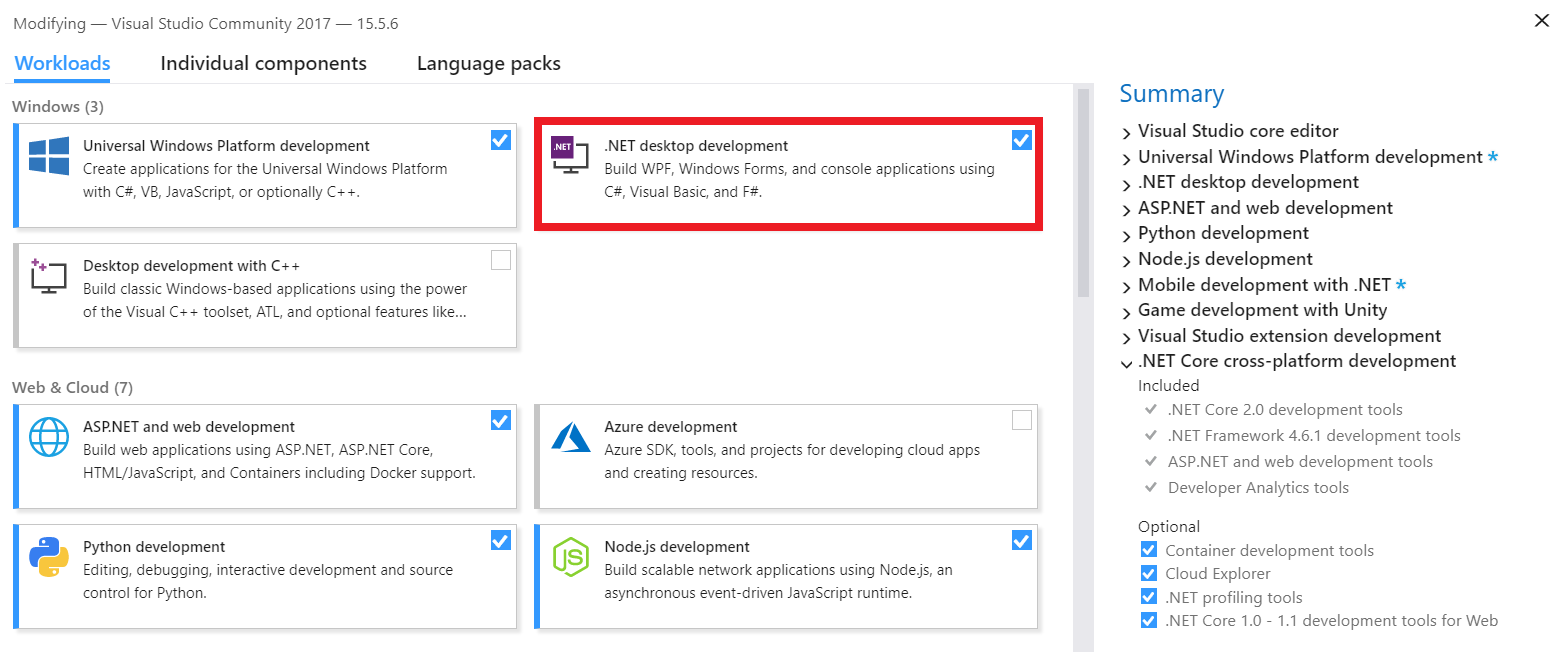 Modifying — Visual Studio Community 2017 — 15.5.6
Workloads
Individual components
Language packs
Windows (3)
Universal Windows Platform development
Create applications for the Universal Windows Platform
with C#, VB, JavaScript, or optionally C++.
.NET
.NET desktop development
Build WPF, Windows Forms, and console applications using
C#, Visual Basic, and F#.
Desktop development with C++
Build classic Windows-based applications using the power
of the Visual C++ toolset, ATL, and optional features like...
Web & Cloud (7)
ASP.NET and web development
Build web applications using ASP.NET, ASP.NET Core,
HTML/JavaScript, and Containers including Docker support.
Azure development
Azure SDK, tools, and projects for developing cloud apps
and creating resources.
Python development
Editing, debugging, interactive development and source
control for Python.
JS
Node.js development
Build scalable network applications using Node.js, an
asynchronous event-driven JavaScript runtime.
Summary
Visual Studio core editor
Universal Windows Platform development *
.NET desktop development
ASP.NET and web development
Python development
Node.js development
Mobile development with .NET *
Game development with Unity
Visual Studio extension development
.NET Core cross-platform development
Included
.NET Core 2.0 development tools
.NET Framework 4.6.1 development tools
ASP.NET and web development tools
Developer Analytics tools
Optional
Container development tools
Cloud Explorer
.NET profiling tools
.NET Core 1.0 - 1.1 development tools for Web